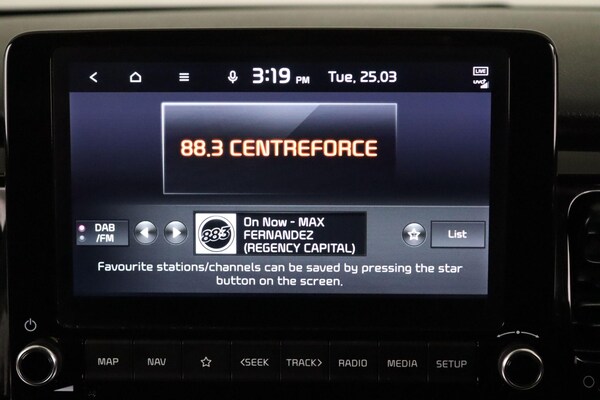 3:19 PM Tue, 25.03 LIVE
UVO
88.3 CENTREFORCE
DAB
/FM
883
On Now - MAX
FERNANDEZ
(REGENCY CAPITAL)
List
Favourite stations/channels can be saved by pressing the star
button on the screen.
MAP NAV <SEEK TRACK> RADIO MEDIA SETUP